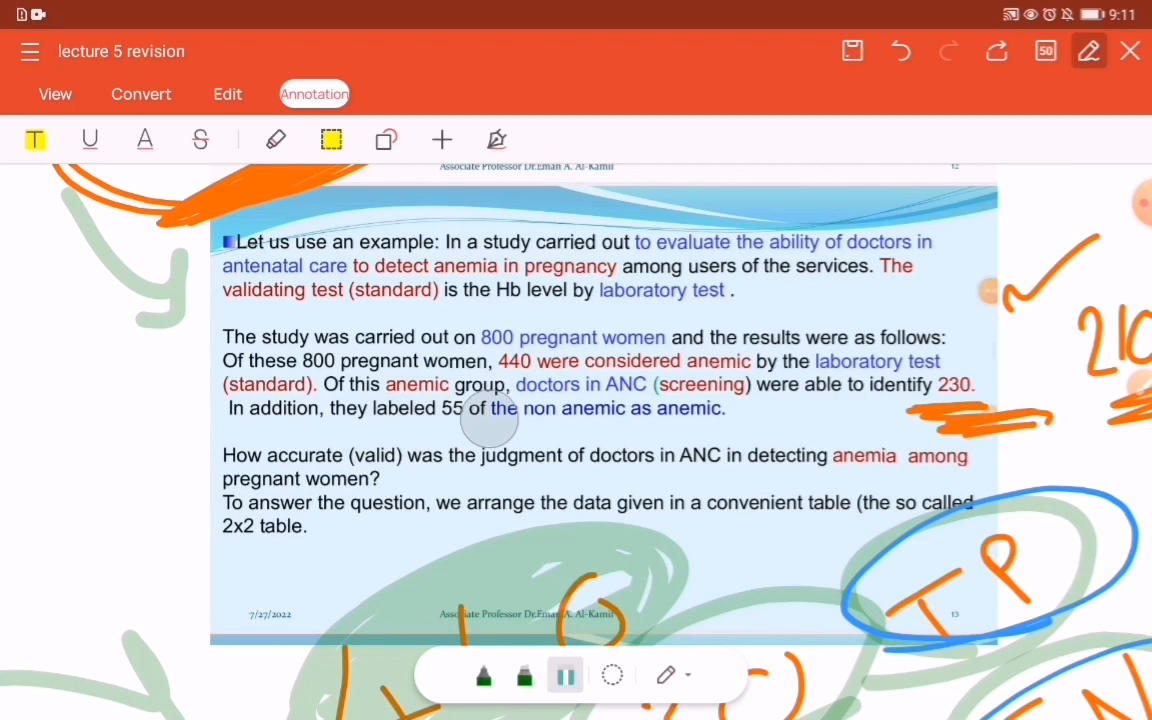 9:11
lecture 5 revision
50
View Convert Edit Annotation
T U A S
Associate Professor Dr.Eman A. Al-Kamil 12
Let us use an example: In a study carried out to evaluate the ability of doctors in
antenatal care to detect anemia in pregnancy among users of the services. The
validating test (standard) is the Hb level by laboratory test .
210
The study was carried out on 800 pregnant women and the results were as follows:
Of these 800 pregnant women, 440 were considered anemic by the laboratory test
(standard). Of this anemic group, doctors in ANC (screening) were able to identify 230.
In addition, they labeled 55 of the non anemic as anemic.
How accurate (valid) was the judgment of doctors in ANC in detecting anemia among
pregnant women?
To answer the question, we arrange the data given in a convenient table (the so called
2x2 table.
TP
7/27/2022 Associate Professor Dr.Eman A. Al-Kamil 13